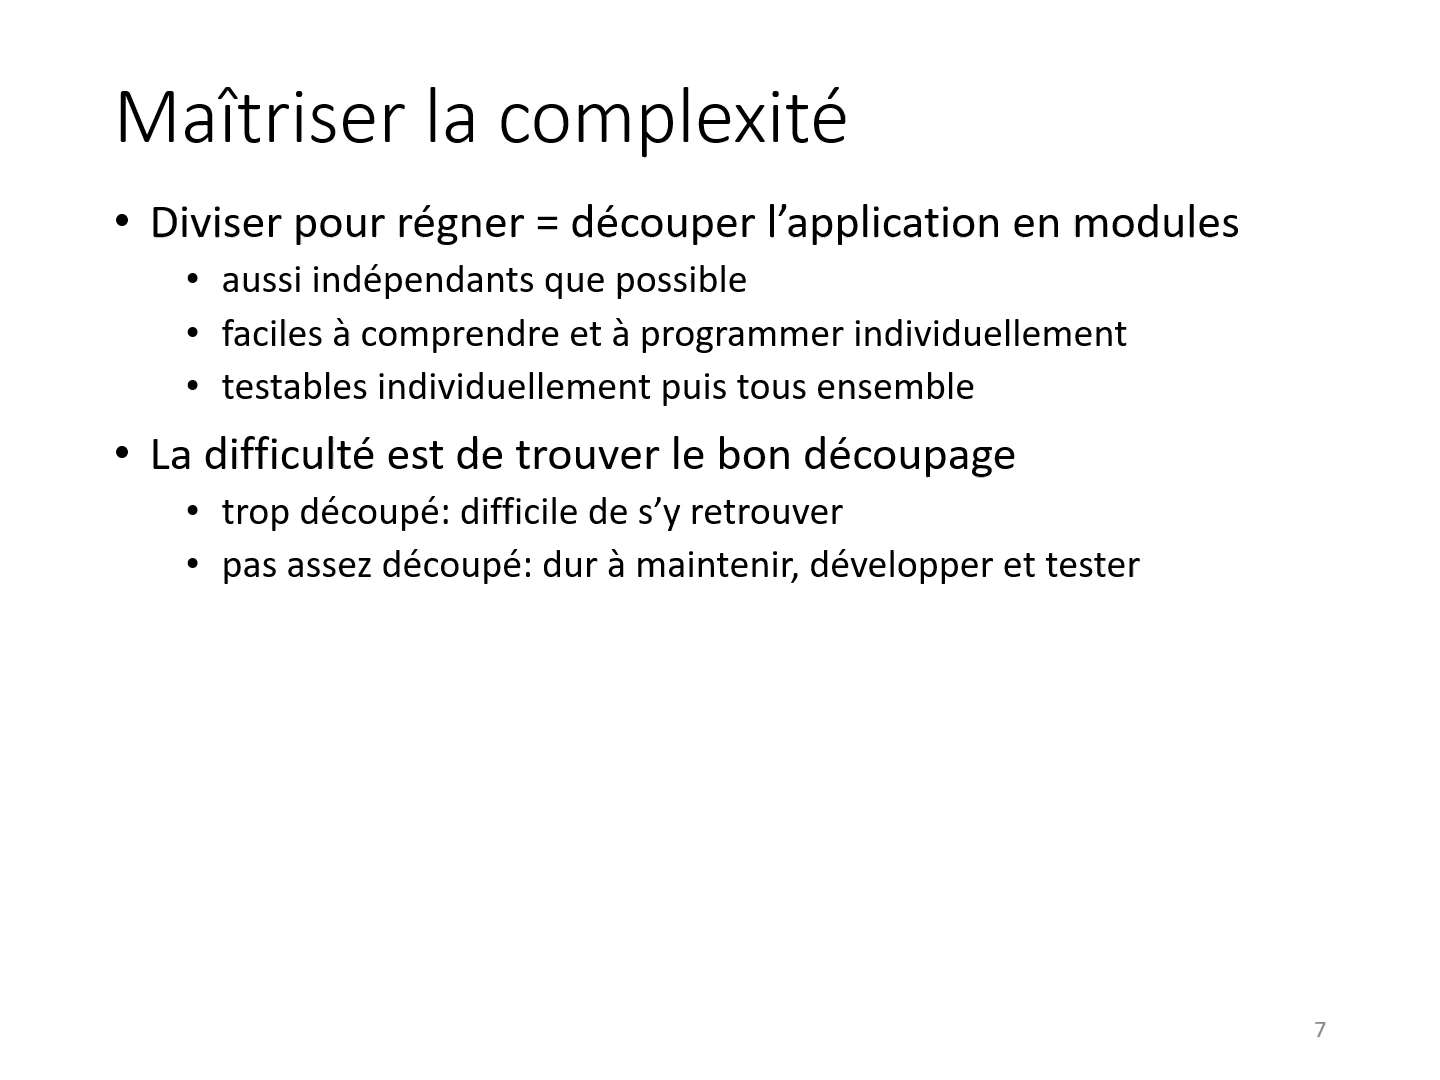 Maîtriser la complexité
• Diviser pour régner = découper l’application en modules
• aussi indépendants que possible
• faciles à comprendre et à programmer individuellement
• testables individuellement puis tous ensemble
• La difficulté est de trouver le bon découpage
• trop découpé: difficile de s’y retrouver
• pas assez découpé: dur à maintenir, développer et tester
7